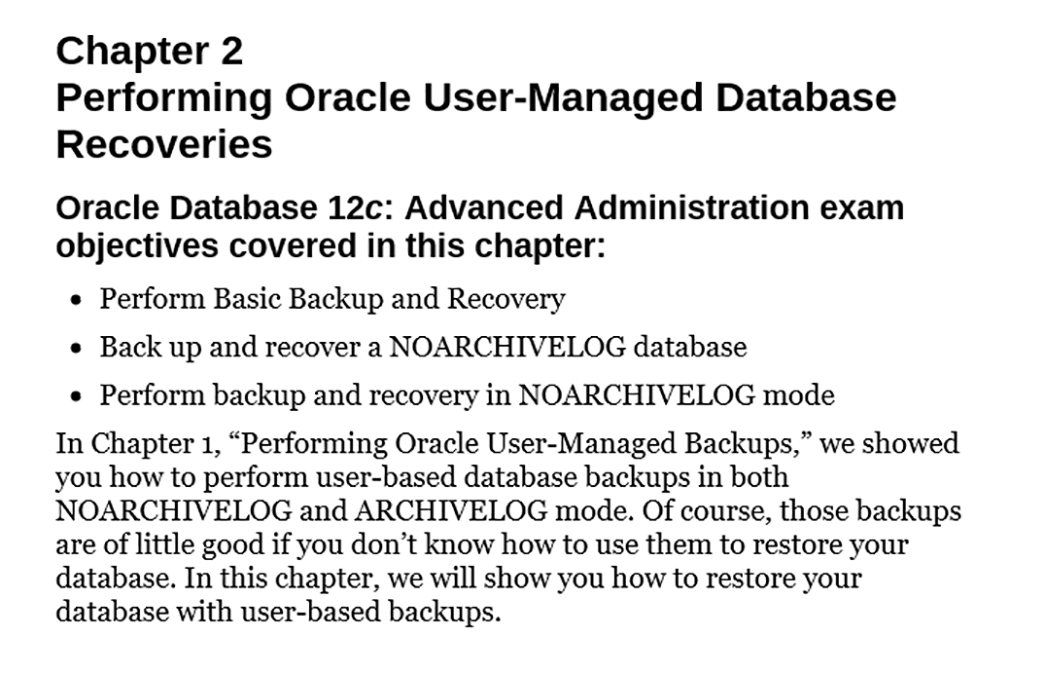 Chapter 2
Performing Oracle User-Managed Database
Recoveries
Oracle Database 12c: Advanced Administration exam
objectives covered in this chapter:
• Perform Basic Backup and Recovery
• Back up and recover a NOARCHIVELOG database
• Perform backup and recovery in NOARCHIVELOG mode
In Chapter 1, “Performing Oracle User-Managed Backups,” we showed
you how to perform user-based database backups in both
NOARCHIVELOG and ARCHIVELOG mode. Of course, those backups
are of little good if you don’t know how to use them to restore your
database. In this chapter, we will show you how to restore your
database with user-based backups.